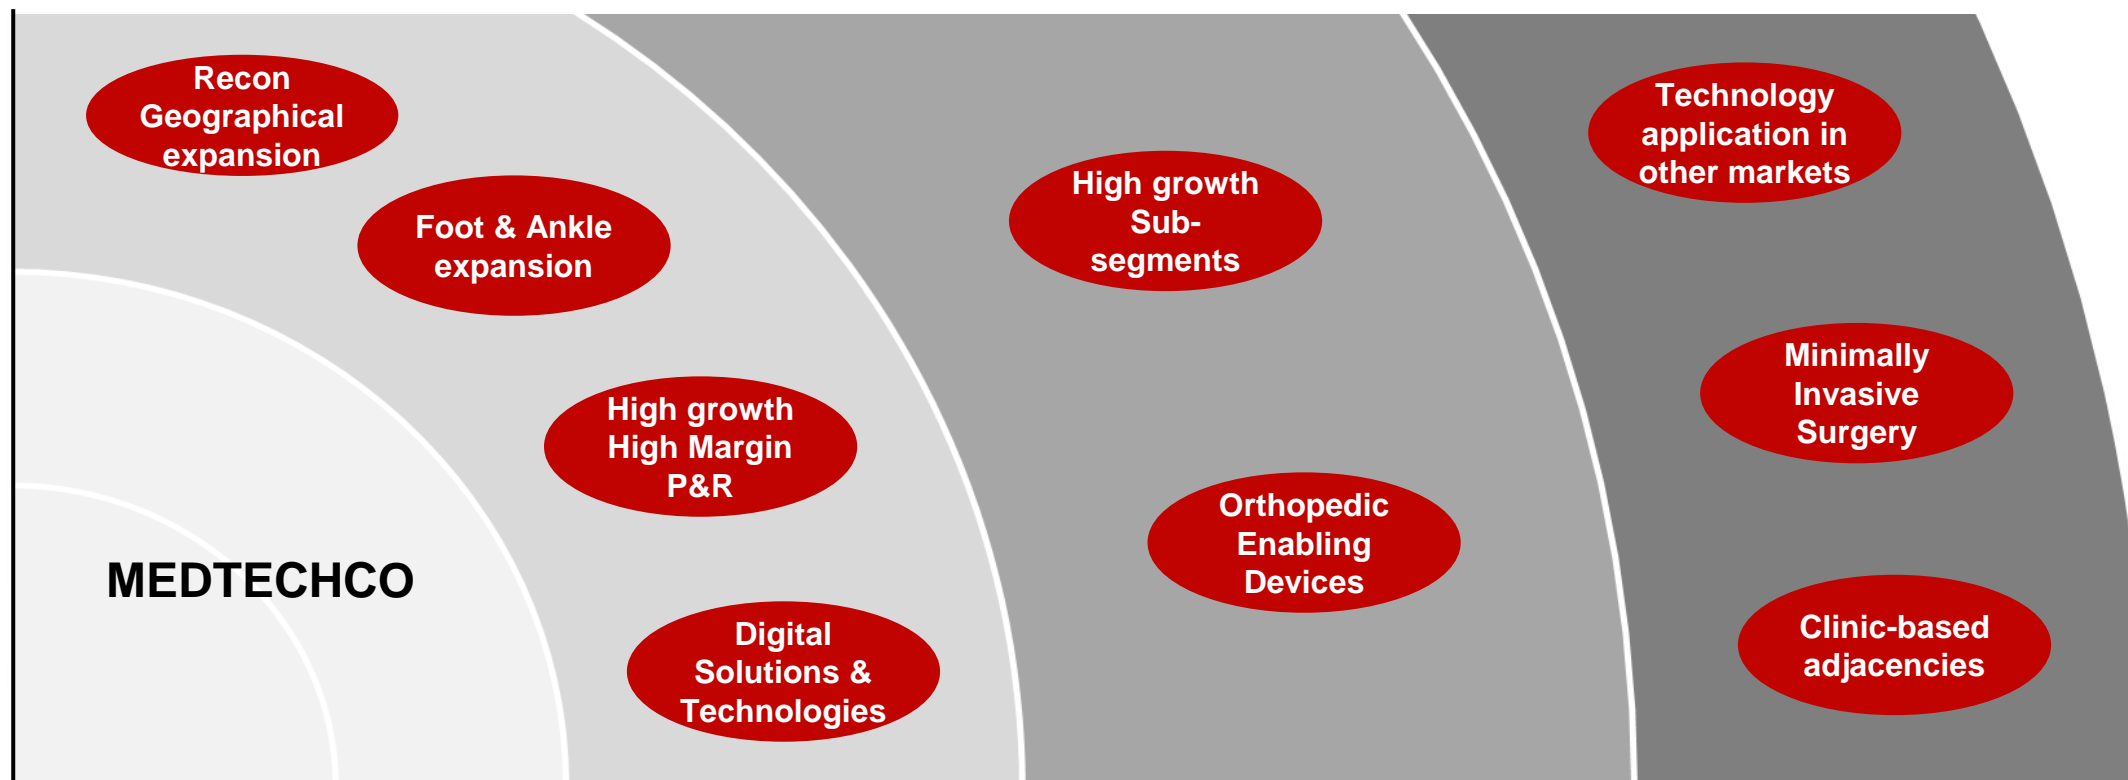 Recon
Geographical
expansion
Foot & Ankle
expansion
High growth
High Margin
P&R
Digital
Solutions &
Technologies
MEDTECHCO
High growth
Sub-
segments
Orthopedic
Enabling
Devices
Technology
application in
other markets
Minimally
Invasive
Surgery
Clinic-based
adjacencies